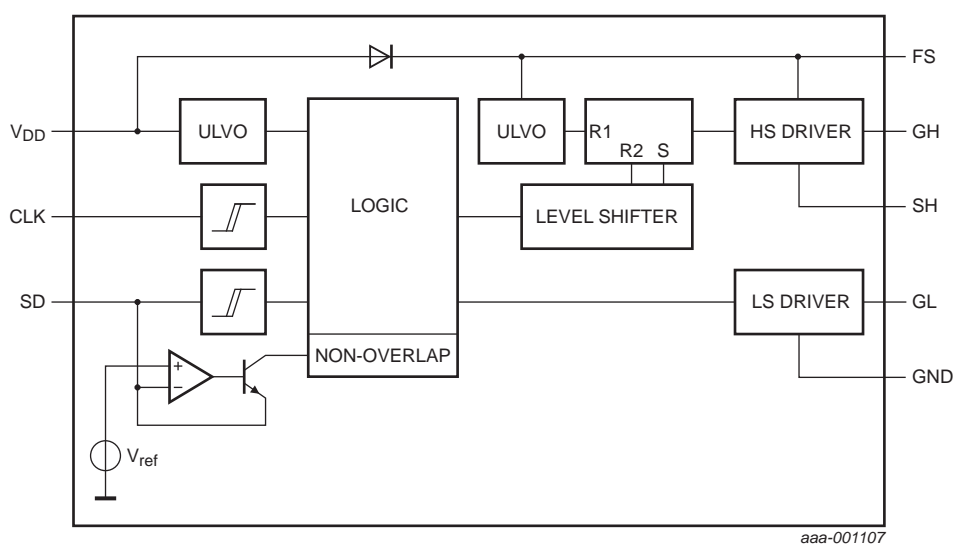 FS
VDD
ULVO
ULVO
R1
R2 S
HS DRIVER
GH
CLK
LOGIC
LEVEL SHIFTER
SH
SD
LS DRIVER
GL
NON-OVERLAP
+
−
GND
Vref
aaa-001107